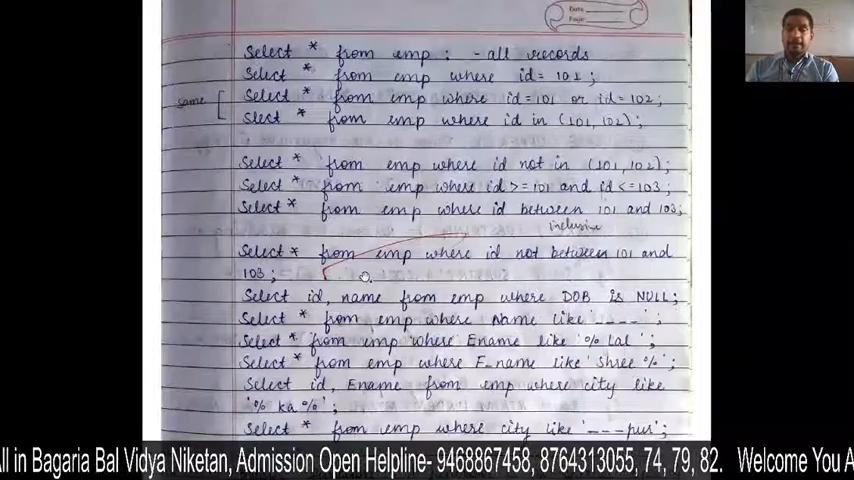 Date
Page
Select * from emp ; - all records
Select * from emp where id= 101 ;
same
Select * from emp where id=101 or id=102;
Slect * from emp where id in (101, 102) ;
Select * from emp where id not in (101, 102);
Select * from emp where id >= 101 and id <= 103;
Select * from emp where id between 101 and 103;
inclusive
Select * from emp where id not between 101 and
103 ;
Select id, name from emp where DOB is NULL ;
Select * from emp where Name like '____' ;
Select * from emp where Ename like '% Lal ' ;
Select * from emp where E_name like 'Shree %' ;
Select id, Ename from emp where city like
'% ka %' ;
Select * from emp where city like '___pur' ;
All in Bagaria Bal Vidya Niketan, Admission Open Helpline- 9468867458, 8764313055, 74, 79, 82. Welcome You A